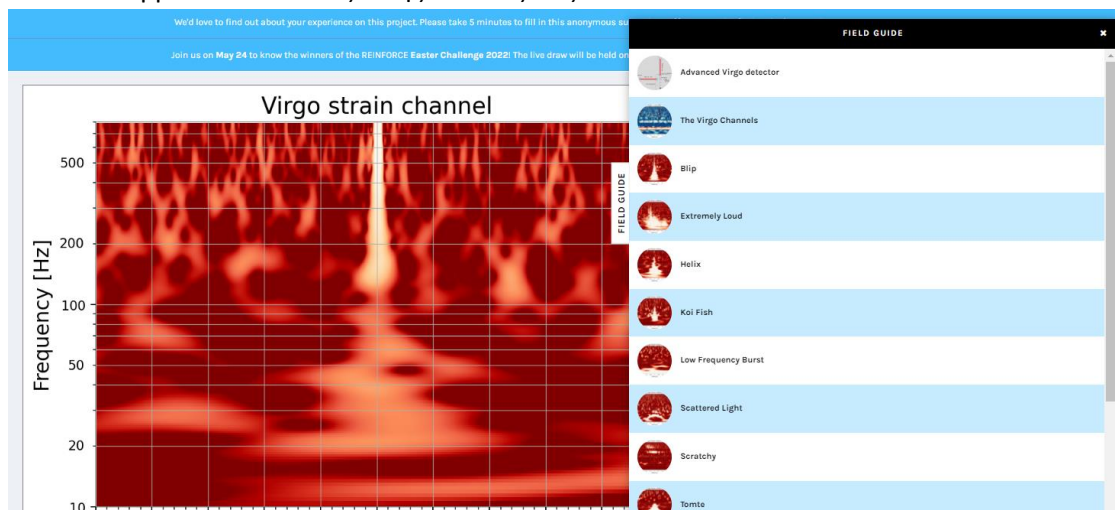 We'd love to find out about your experience on this project. Please take 5 minutes to fill in this anonymous su
Join us on May 24 to know the winners of the REINFORCE Easter Challenge 2022! The live draw will be held on
FIELD GUIDE
Virgo strain channel
500
200
100
50
20
10
Frequency [Hz]
FIELD GUIDE
Advanced Virgo detector
The Virgo Channels
Blip
Extremely Loud
Helix
Koi Fish
Low Frequency Burst
Scattered Light
Scratchy
Tomte